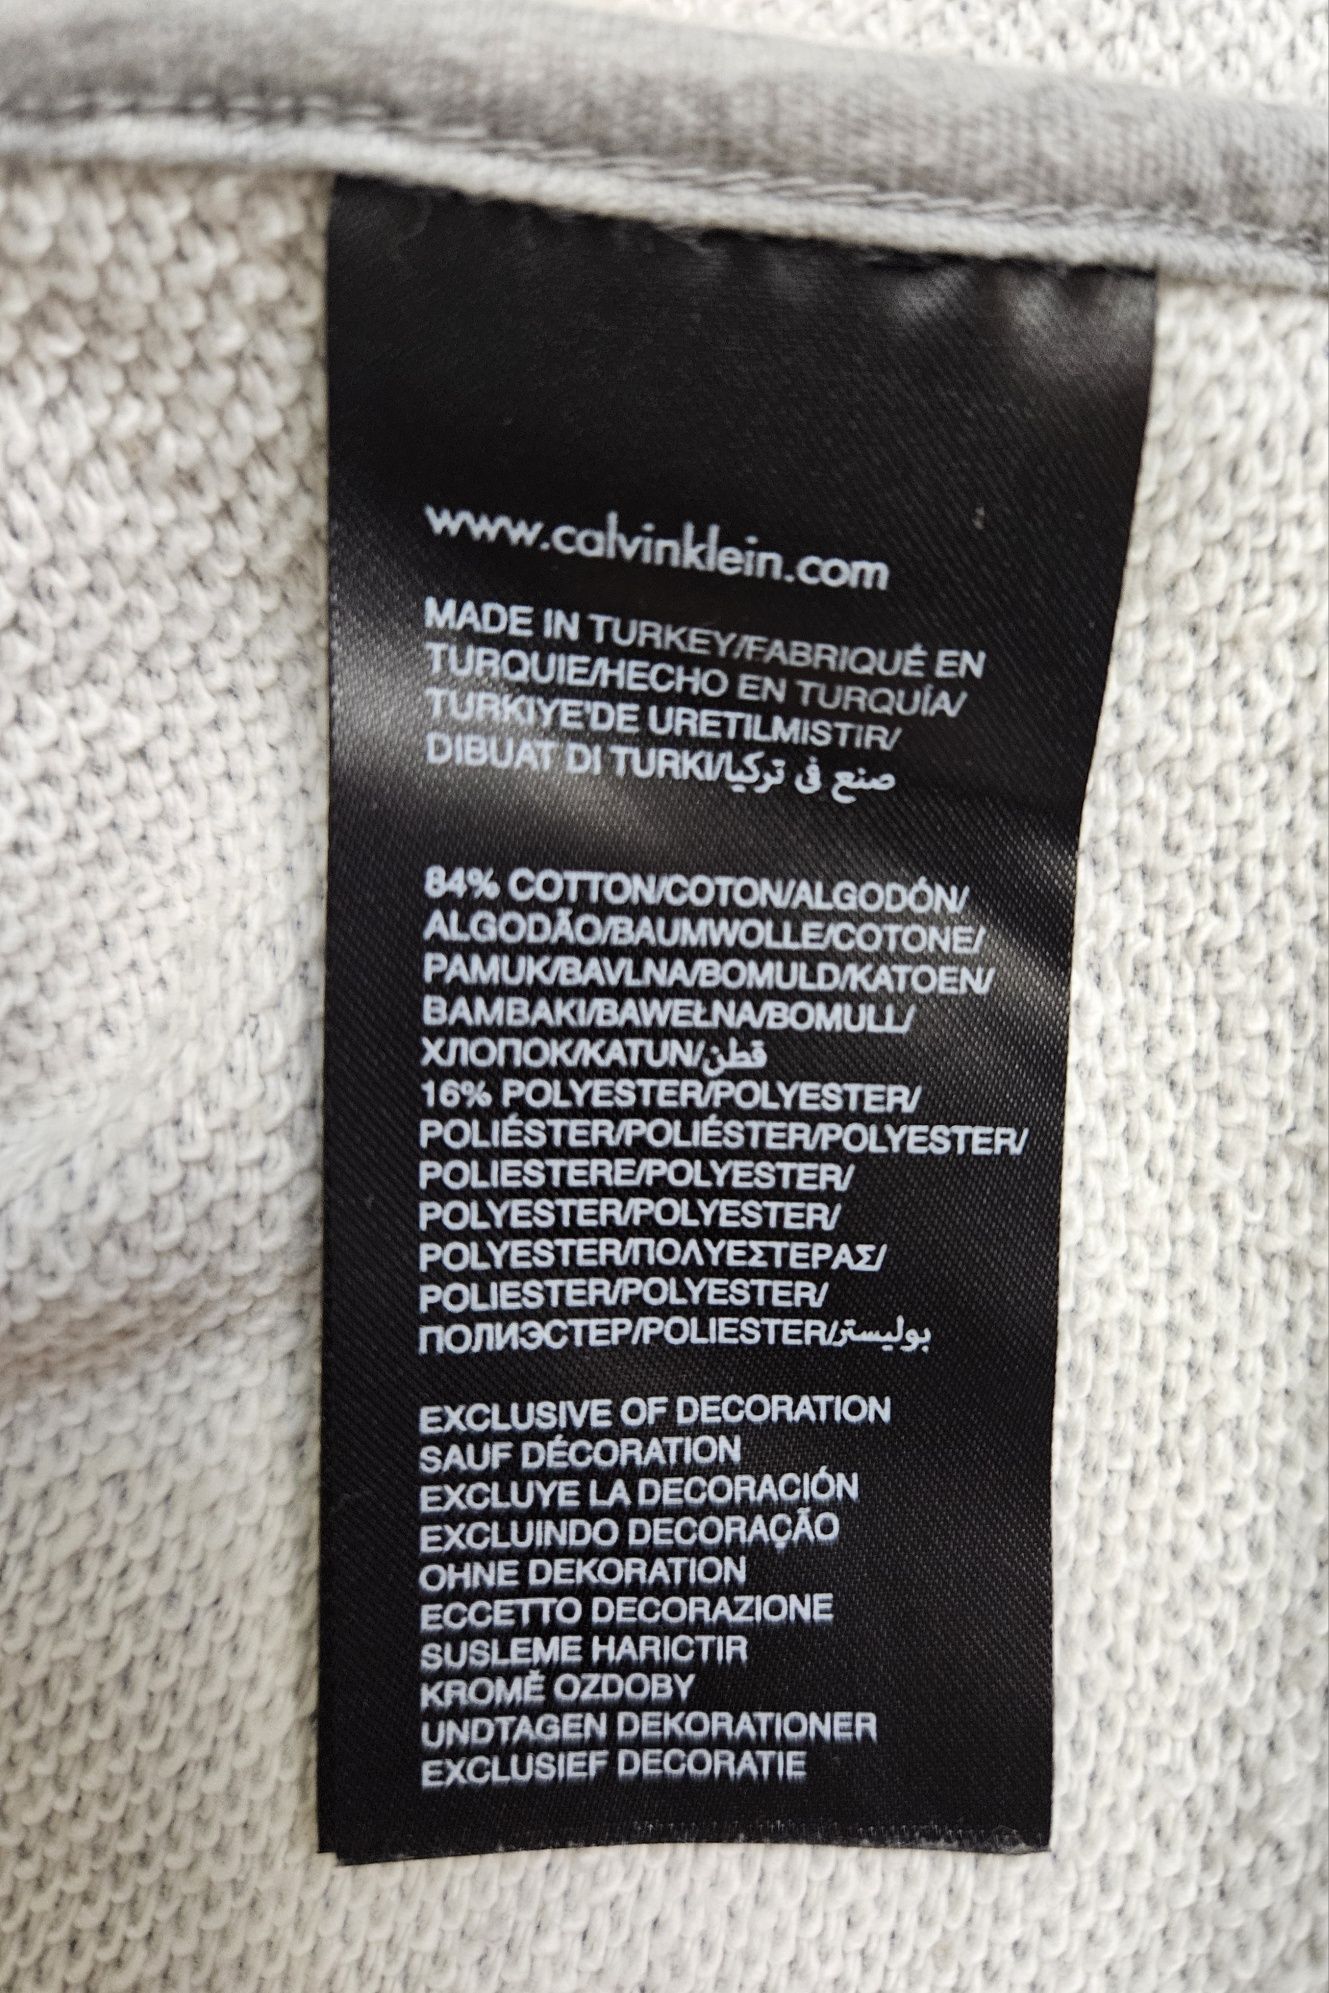 www.calvinklein.com
MADE IN TURKEY/FABRIQUÉ EN
TURQUIE/HECHO EN TURQUÍA/
TURKIYE'DE URETILMISTIR/
DIBUAT DI TURKI/صنع في تركيا
84% COTTON/COTON/ALGODÓN/
ALGODÃO/BAUMWOLLE/COTONE/
PAMUK/BAVLNA/BOMULD/KATOEN/
BAMBAKI/BAWEŁNA/BOMULL/
ХЛОПОК/KATUN/قطن
16% POLYESTER/POLYESTER/
POLIÉSTER/POLIÉSTER/POLYESTER/
POLIESTERE/POLYESTER/
POLYESTER/POLYESTER/
POLYESTER/ΠΟΛΥΕΣΤΕΡΑΣ/
POLIESTER/POLYESTER/
ПОЛИЭСТЕР/POLIESTER/بوليستر
EXCLUSIVE OF DECORATION
SAUF DÉCORATION
EXCLUYE LA DECORACIÓN
EXCLUINDO DECORAÇÃO
OHNE DEKORATION
ECCETTO DECORAZIONE
SUSLEME HARICTIR
KROMĚ OZDOBY
UNDTAGEN DEKORATIONER
EXCLUSIEF DECORATIE